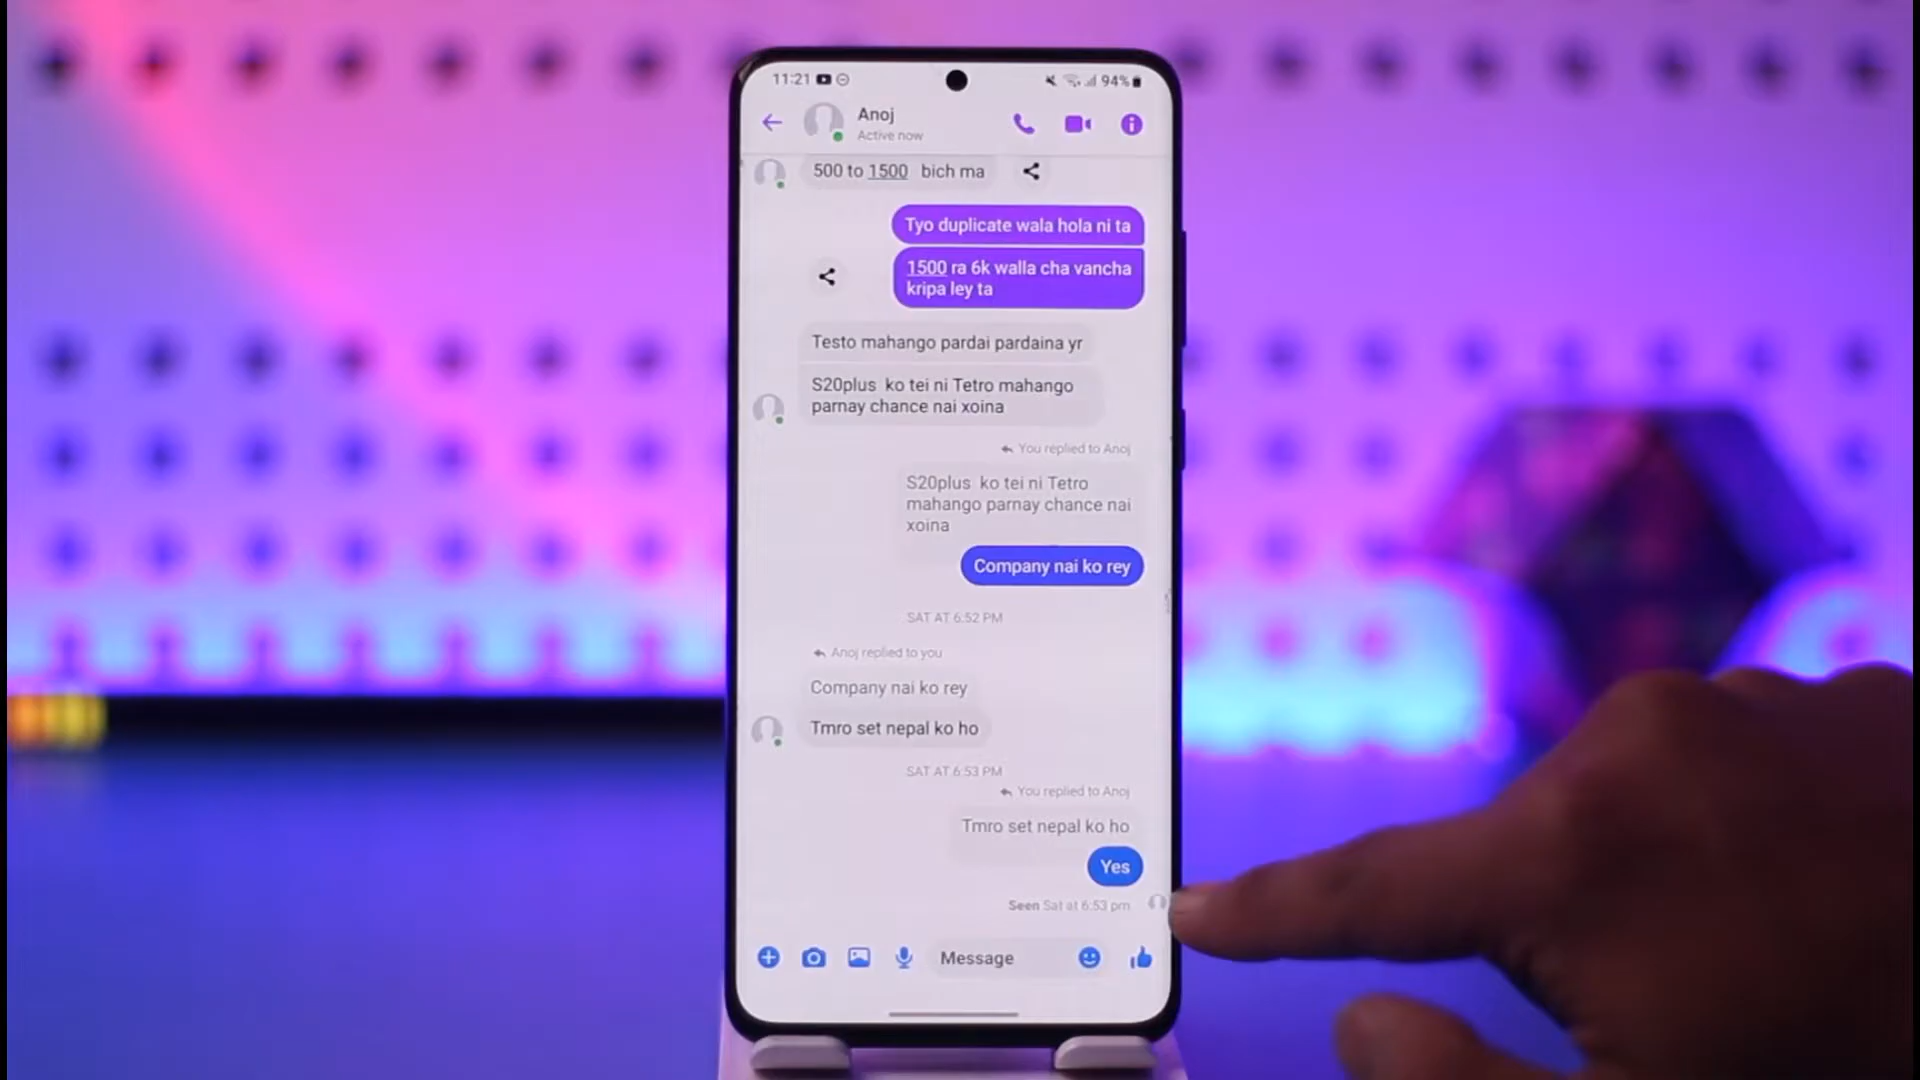 11:21
94%
Anoj
Active now
500 to 1500 bich ma
Tyo duplicate wala hola ni ta
1500 ra 6k walla cha vancha
kripa ley ta
Testo mahango pardai pardaina yr
S20plus ko tei ni Tetro mahango
parnay chance nai xoina
You replied to Anoj
S20plus ko tei ni Tetro
mahango parnay chance nai
xoina
Company nai ko rey
SAT AT 6:52 PM
Anoj replied to you
Company nai ko rey
Tmro set nepal ko ho
SAT AT 6:53 PM
You replied to Anoj
Tmro set nepal ko ho
Yes
Seen Sat at 6:53 pm
Message